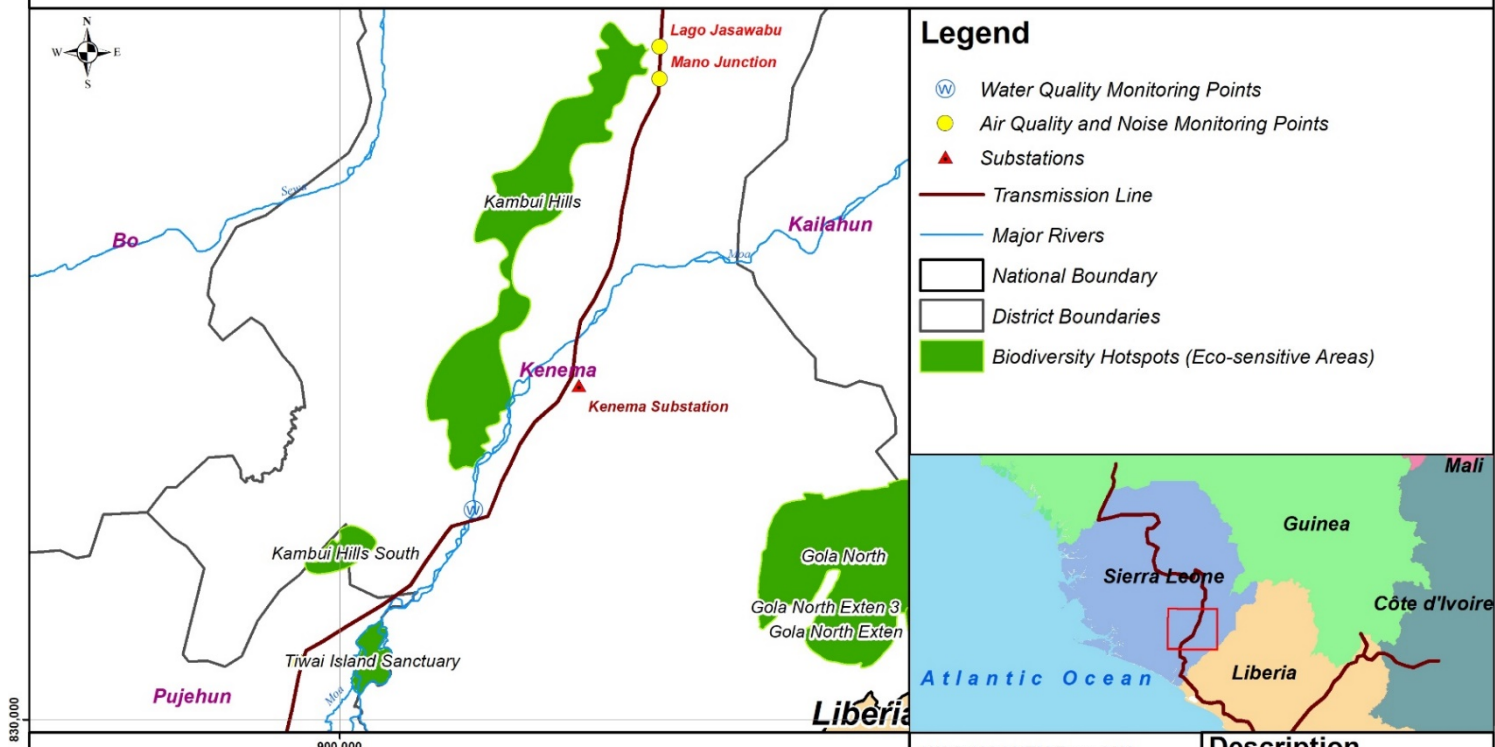 N
W
E
S
Lago Jasawabu
Mano Junction
Sewa
Kambui Hills
Bo
Kailahun
Moa
Kenema
Kenema Substation
Kambui Hills South
Gola North
Gola North Exten 3
Gola North Exten
Tiwai Island Sanctuary
Moa
Pujehun
Liberia
830,000
900,000
Legend
W Water Quality Monitoring Points
Air Quality and Noise Monitoring Points
Substations
Transmission Line
Major Rivers
National Boundary
District Boundaries
Biodiversity Hotspots (Eco-sensitive Areas)
W
Mali
Guinea
Sierra Leone
Côte d'Ivoire
Atlantic Ocean
Liberia
Description